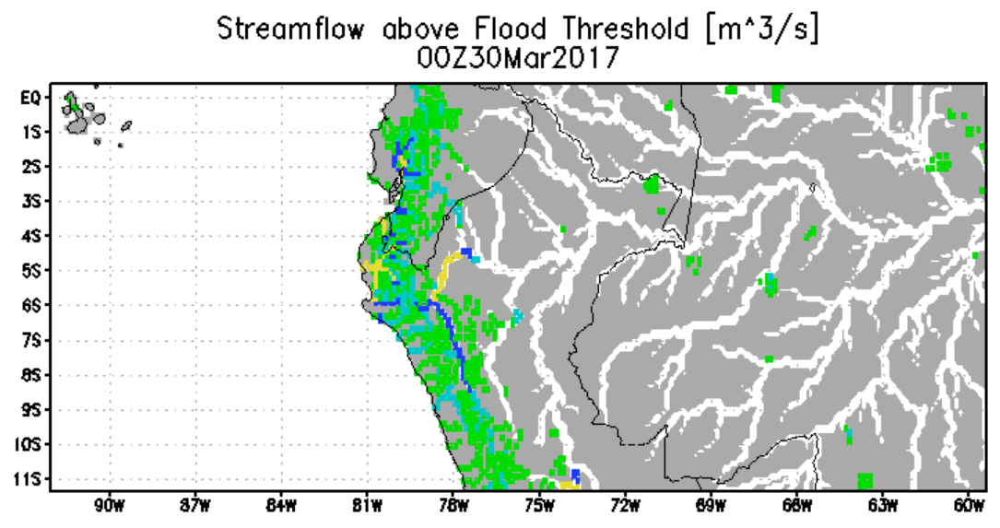 Streamflow above Flood Threshold [m^3/s]
00Z30Mar2017
EQ
1S
2S
3S
4S
5S
6S
7S
8S
9S
10S
11S
90W 87W 84W 81W 78W 75W 72W 69W 66W 63W 60W